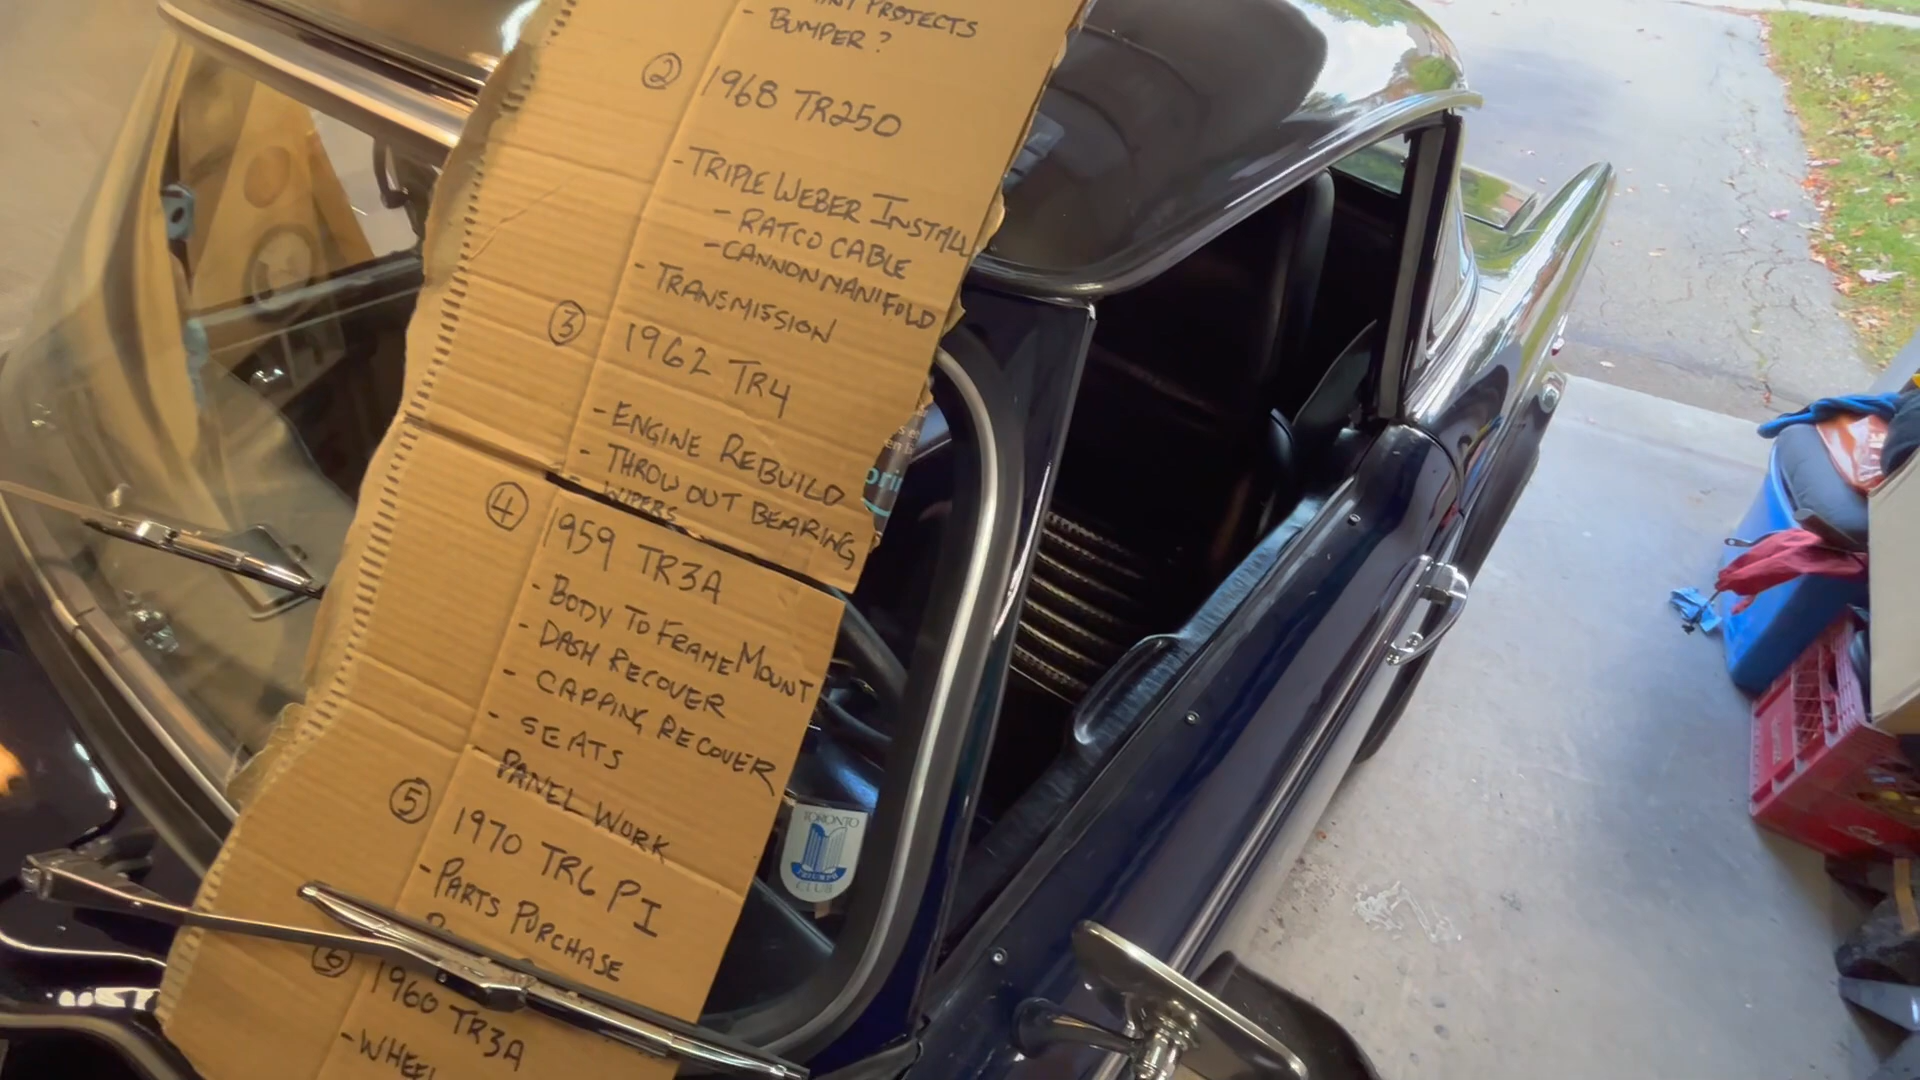 PROJECTS
- BUMPER?
② 1968 TR250
- TRIPLE WEBER INSTALL
- RATCO CABLE
- CANNON MANIFOLD
- TRANSMISSION
③ 1962 TR4
- ENGINE REBUILD
- THROW OUT BEARING
- WIPERS
④ 1959 TR3A
- BODY TO FRAME MOUNT
- DASH RECOVER
- CAPPING RECOVER
- SEATS
PANEL WORK
⑤ 1970 TR6 PI
- PARTS PURCHASE
⑥ 1960 TR3A
- WHEEL
TORONTO
TRIUMPH
CLUB